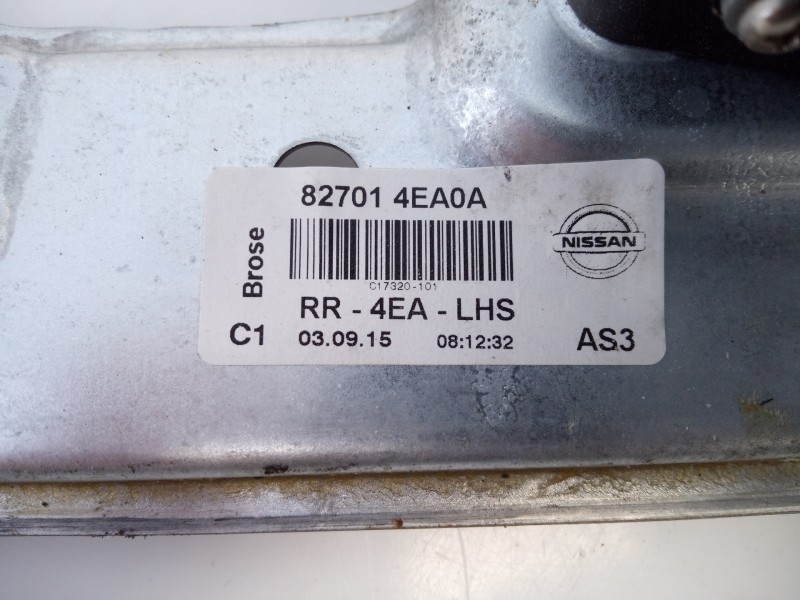 82701 4EA0A
Brose
NISSAN
C17320-101
RR - 4EA - LHS
C1 03.09.15 08:12:32 AS3